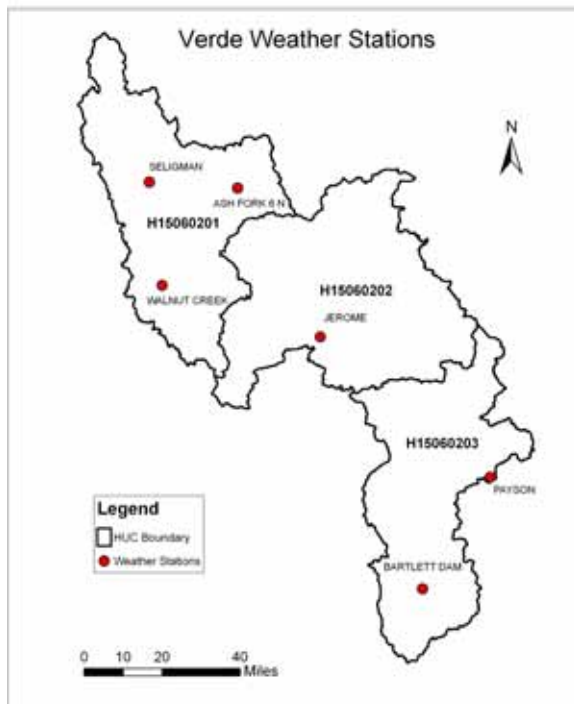 Verde Weather Stations
N
SELIGMAN
ASH FORK 6 N
H15060201
WALNUT CREEK
H15060202
JEROME
H15060203
PAYSON
BARTLETT DAM
Legend
HUC Boundary
Weather Stations
0 10 20 40
Miles